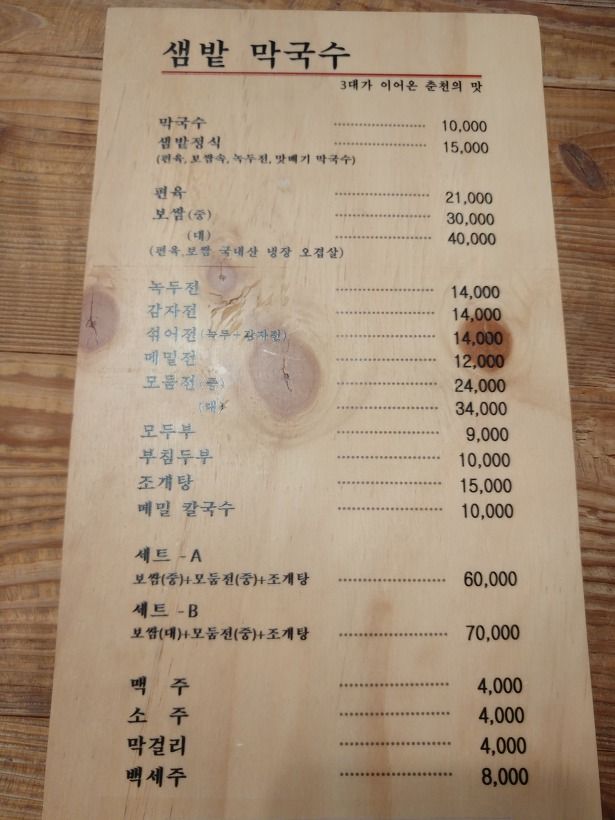 샘밭 막국수
3대가 이어온 춘천의 맛
막국수 10,000
샘밭정식 15,000
(편육, 보쌈속, 녹두전, 맛배기 막국수)
편육 21,000
보쌈(중) 30,000
(대) 40,000
(편육,보쌈 국내산 냉장 오겹살)
녹두전 14,000
감자전 14,000
섞어전(녹두+감자전) 14,000
메밀전 12,000
모둠전(중) 24,000
(대) 34,000
모두부 9,000
부침두부 10,000
조개탕 15,000
메밀 칼국수 10,000
세트 -A
보쌈(중)+모둠전(중)+조개탕 60,000
세트 -B
보쌈(대)+모둠전(중)+조개탕 70,000
맥 주 4,000
소 주 4,000
막걸리 4,000
백세주 8,000